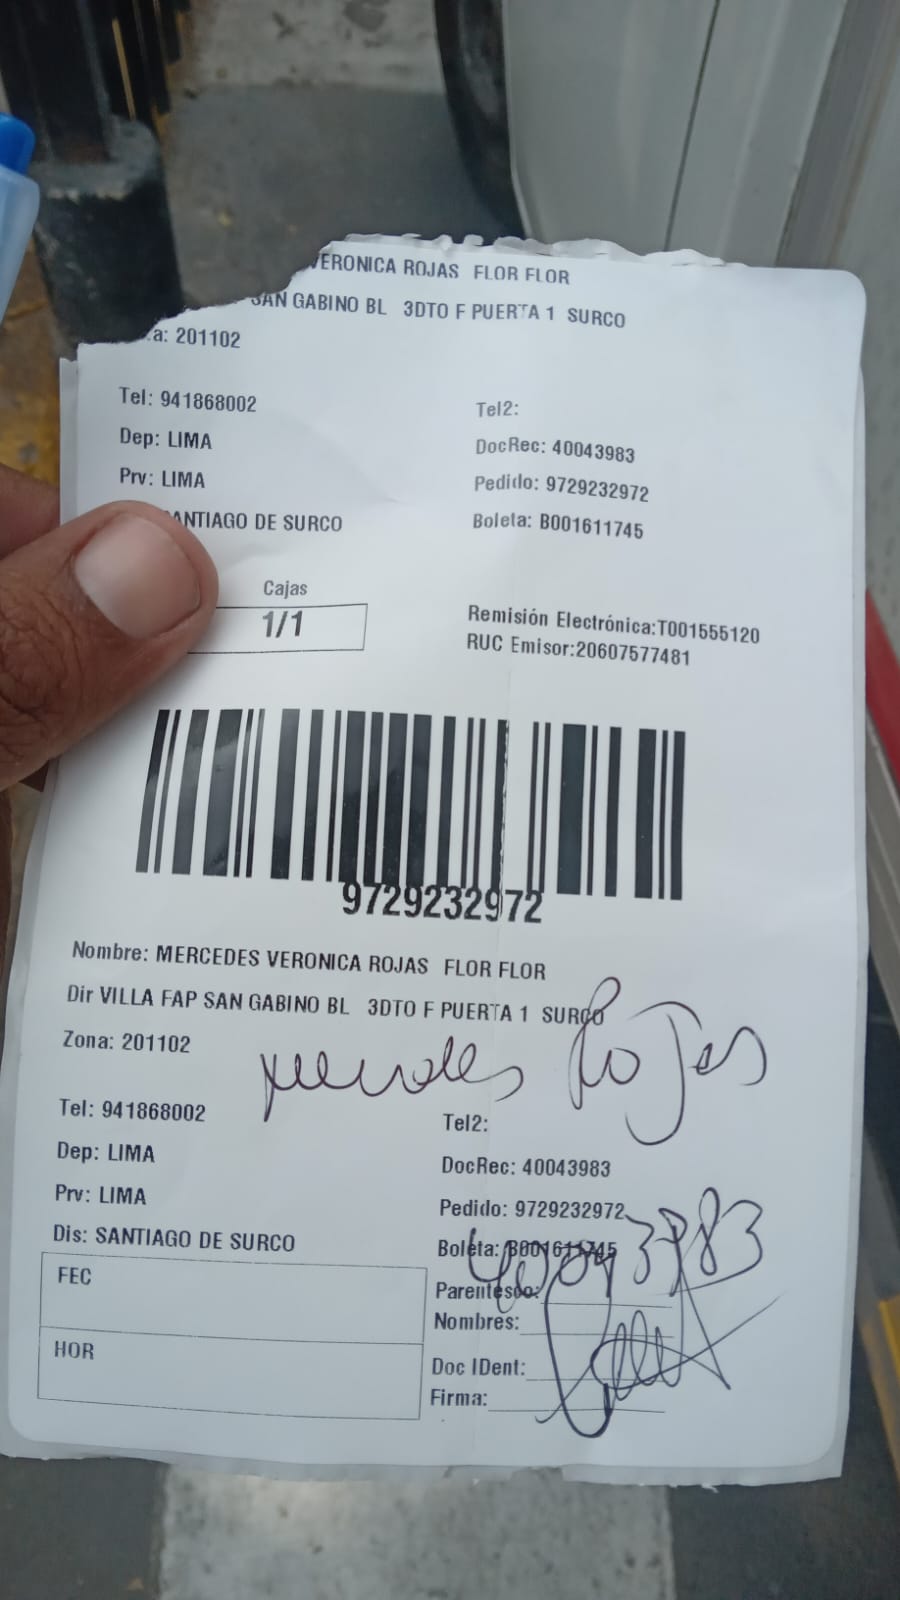 VERONICA ROJAS FLOR FLOR
SAN GABINO BL 3DTO F PUERTA 1 SURCO
a: 201102
Tel: 941868002
Tel2:
Dep: LIMA
DocRec: 40043983
Prv: LIMA
Pedido: 9729232972
ANTIAGO DE SURCO
Boleta: B001611745
Cajas
1/1
Remisión Electrónica:T001555120
RUC Emisor:20607577481
9729232972
Nombre: MERCEDES VERONICA ROJAS FLOR FLOR
Dir VILLA FAP SAN GABINO BL 3DTO F PUERTA 1 SURCO
Zona: 201102
Rojas
Tel: 941868002
Tel2:
Dep: LIMA
DocRec: 40043983
Prv: LIMA
Pedido: 9729232972
Dis: SANTIAGO DE SURCO
Boleta: B001611745
40043983
FEC
Parentesco:
Nombres:
HOR
Doc IDent:
Firma: